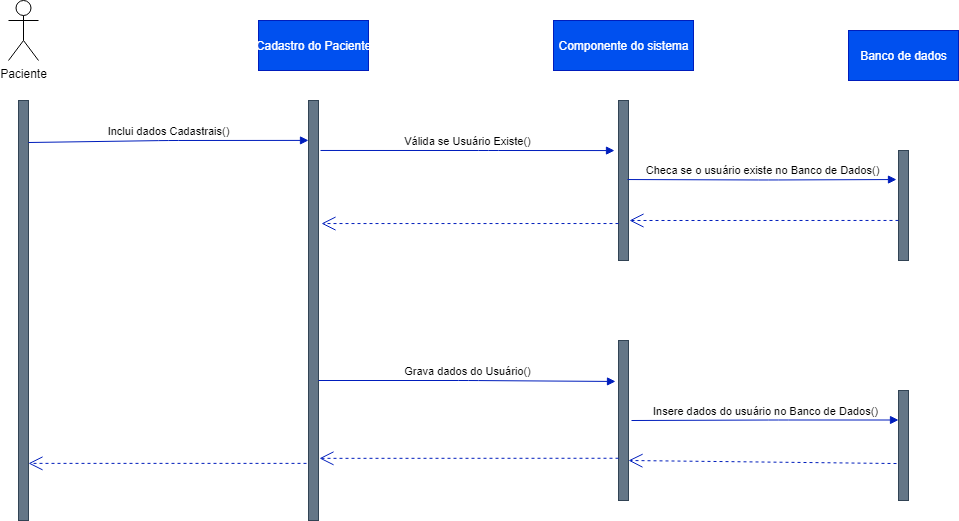 Paciente
Cadastro do Paciente
Componente do sistema
Banco de dados
Inclui dados Cadastrais()
Válida se Usuário Existe()
Checa se o usuário existe no Banco de Dados()
Grava dados do Usuário()
Insere dados do usuário no Banco de Dados()